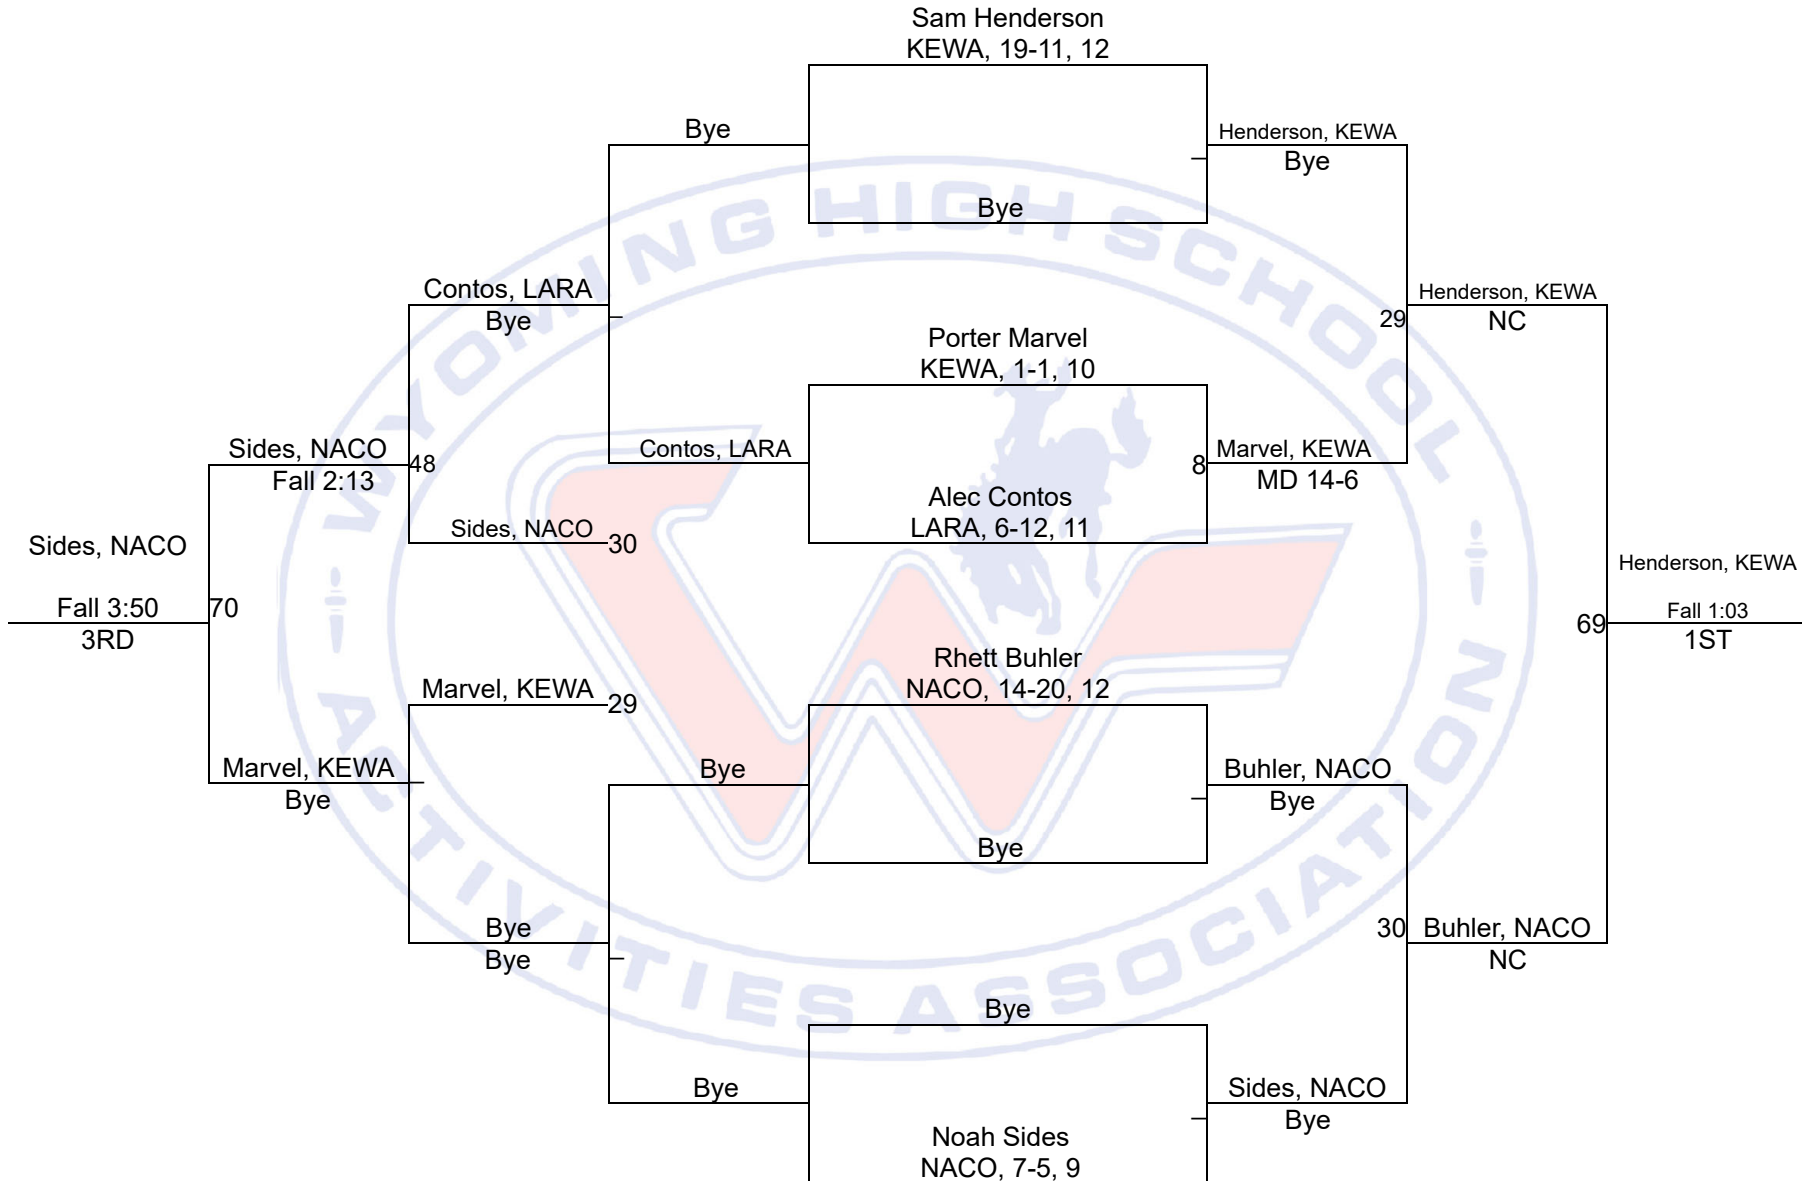 Sam Henderson
KEWA, 19-11, 12
Bye
Henderson, KEWA
Bye
Bye
Contos, LARA
Bye
Henderson, KEWA
29
NC
Porter Marvel
KEWA, 1-1, 10
Sides, NACO
48
Fall 2:13
Contos, LARA
8
Marvel, KEWA
MD 14-6
Alec Contos
LARA, 6-12, 11
Sides, NACO
30
Sides, NACO
Fall 3:50
70
3RD
Henderson, KEWA
69
Fall 1:03
1ST
Rhett Buhler
NACO, 14-20, 12
Marvel, KEWA
29
Marvel, KEWA
Bye
Bye
Buhler, NACO
Bye
Bye
Bye
Bye
30
Buhler, NACO
NC
Bye
Bye
Sides, NACO
Bye
Noah Sides
NACO, 7-5, 9
WYOMING HIGH SCHOOL
ACTIVITIES ASSOCIATION